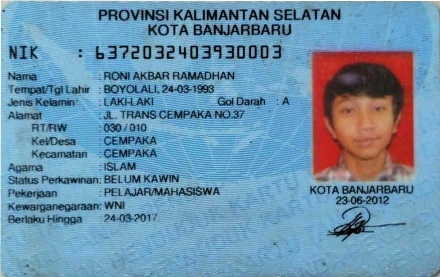 PROVINSI KALIMANTAN SELATAN
KOTA BANJARBARU
NIK : 6372032403930003
Nama : RONI AKBAR RAMADHAN
Tempat/Tgl Lahir : BOYOLALI, 24-03-1993
Jenis Kelamin : LAKI-LAKI Gol Darah : A
Alamat : JL. TRANS CEMPAKA NO.37
RT/RW : 030 / 010
Kel/Desa : CEMPAKA
Kecamatan : CEMPAKA
Agama : ISLAM
Status Perkawinan: BELUM KAWIN
Pekerjaan : PELAJAR/MAHASISWA
Kewarganegaraan: WNI
Berlaku Hingga : 24-03-2017
KOTA BANJARBARU
23-06-2012